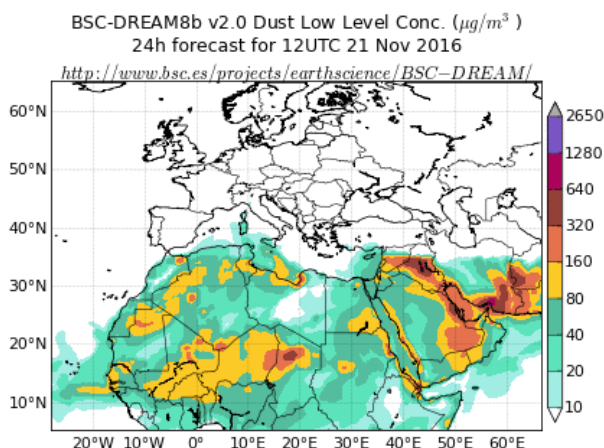 BSC-DREAM8b v2.0 Dust Low Level Conc. (μg/m³ )
24h forecast for 12UTC 21 Nov 2016
http://www.bsc.es/projects/earthscience/BSC−DREAM/
60°N
50°N
40°N
30°N
20°N
10°N
20°W 10°W 0° 10°E 20°E 30°E 40°E 50°E 60°E
2650
1280
640
320
160
80
40
20
10